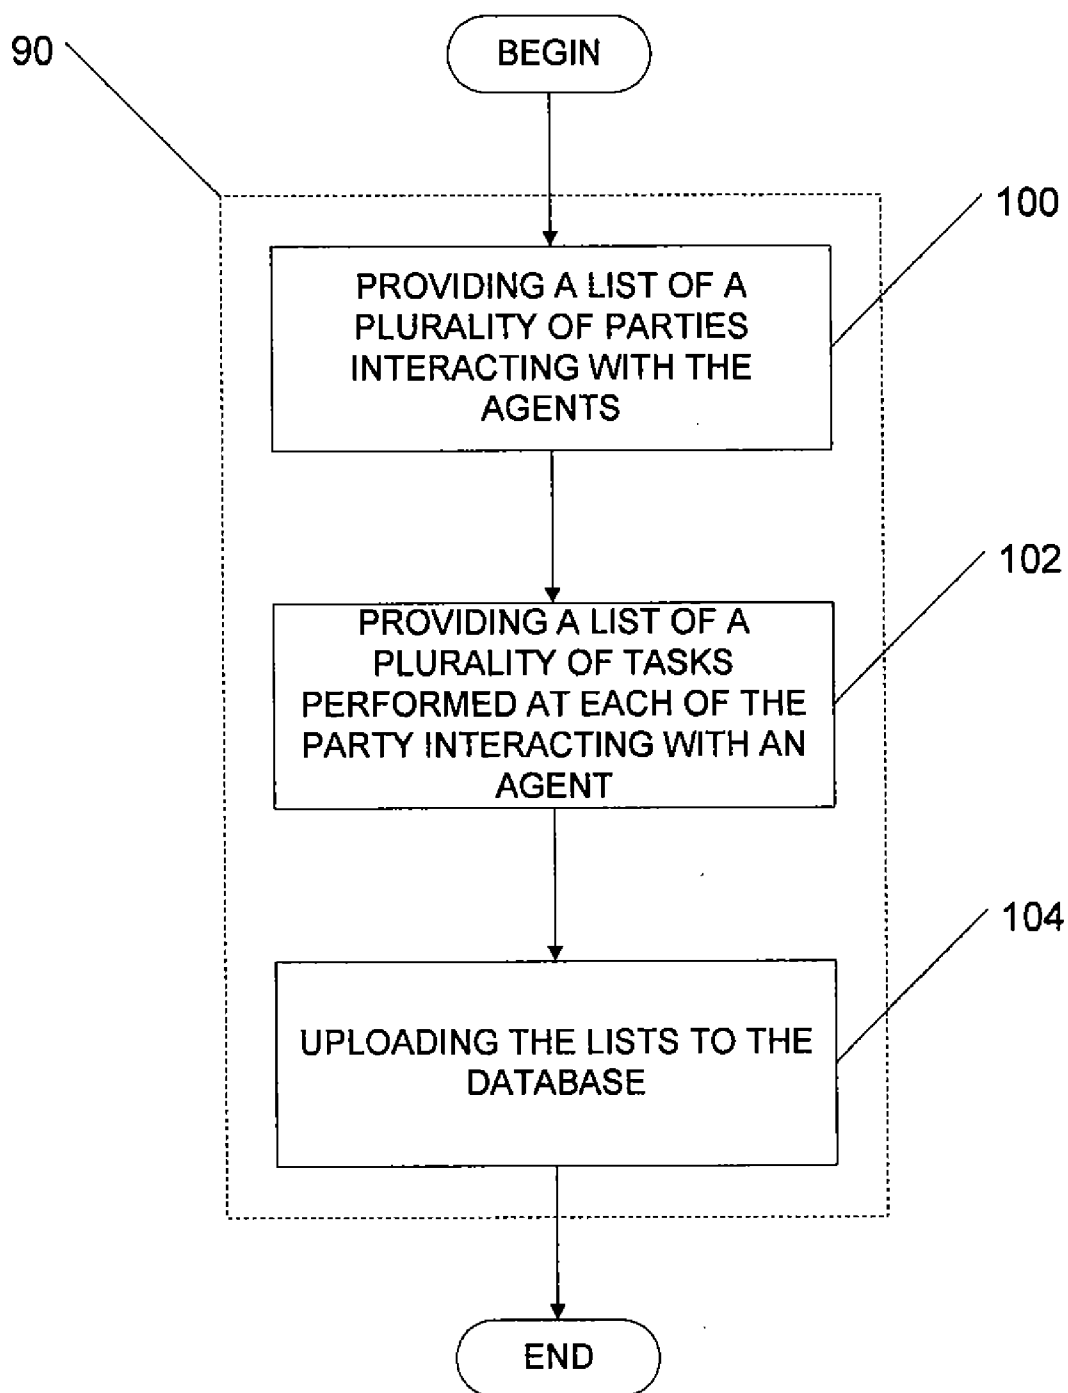 90
BEGIN
100
PROVIDING A LIST OF A
PLURALITY OF PARTIES
INTERACTING WITH THE
AGENTS
102
PROVIDING A LIST OF A
PLURALITY OF TASKS
PERFORMED AT EACH OF THE
PARTY INTERACTING WITH AN
AGENT
104
UPLOADING THE LISTS TO THE
DATABASE
END